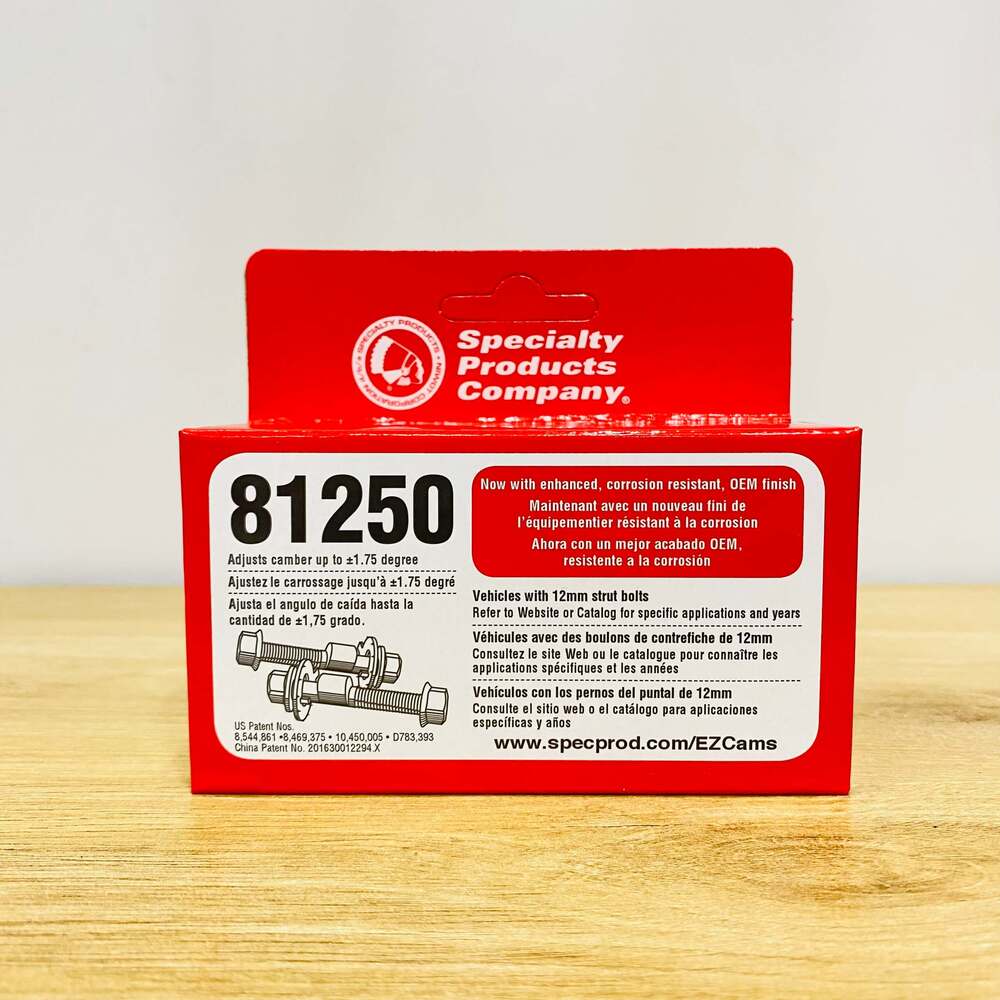 SPECIALTY PRODUCTS • NIWOT CORPORATION
Specialty
Products
Company®
81250
Adjusts camber up to ±1.75 degree
Ajustez le carrossage jusqu'à ±1.75 degré
Ajusta el angulo de caída hasta la
cantidad de ±1,75 grado.
US Patent Nos.
8,544,861 •8,469,375 • 10,450,005 • D783,393
China Patent No. 201630012294.X
Now with enhanced, corrosion resistant, OEM finish
Maintenant avec un nouveau fini de
l'équipementier résistant à la corrosion
Ahora con un mejor acabado OEM,
resistente a la corrosión
Vehicles with 12mm strut bolts
Refer to Website or Catalog for specific applications and years
Véhicules avec des boulons de contrefiche de 12mm
Consultez le site Web ou le catalogue pour connaître les
applications spécifiques et les années
Vehículos con los pernos del puntal de 12mm
Consulte el sitio web o el catálogo para aplicaciones
específicas y años
www.specprod.com/EZCams